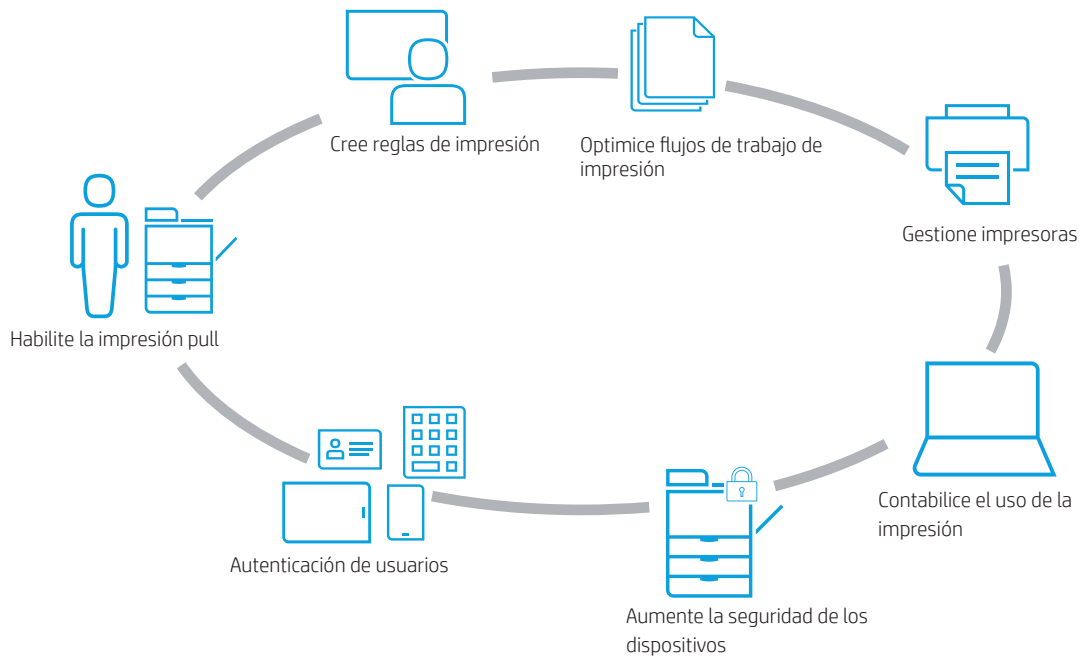 Cree reglas de impresión
Optimice flujos de trabajo de
impresión
Gestione impresoras
Habilite la impresión pull
Contabilice el uso de la
impresión
Autenticación de usuarios
Aumente la seguridad de los
dispositivos